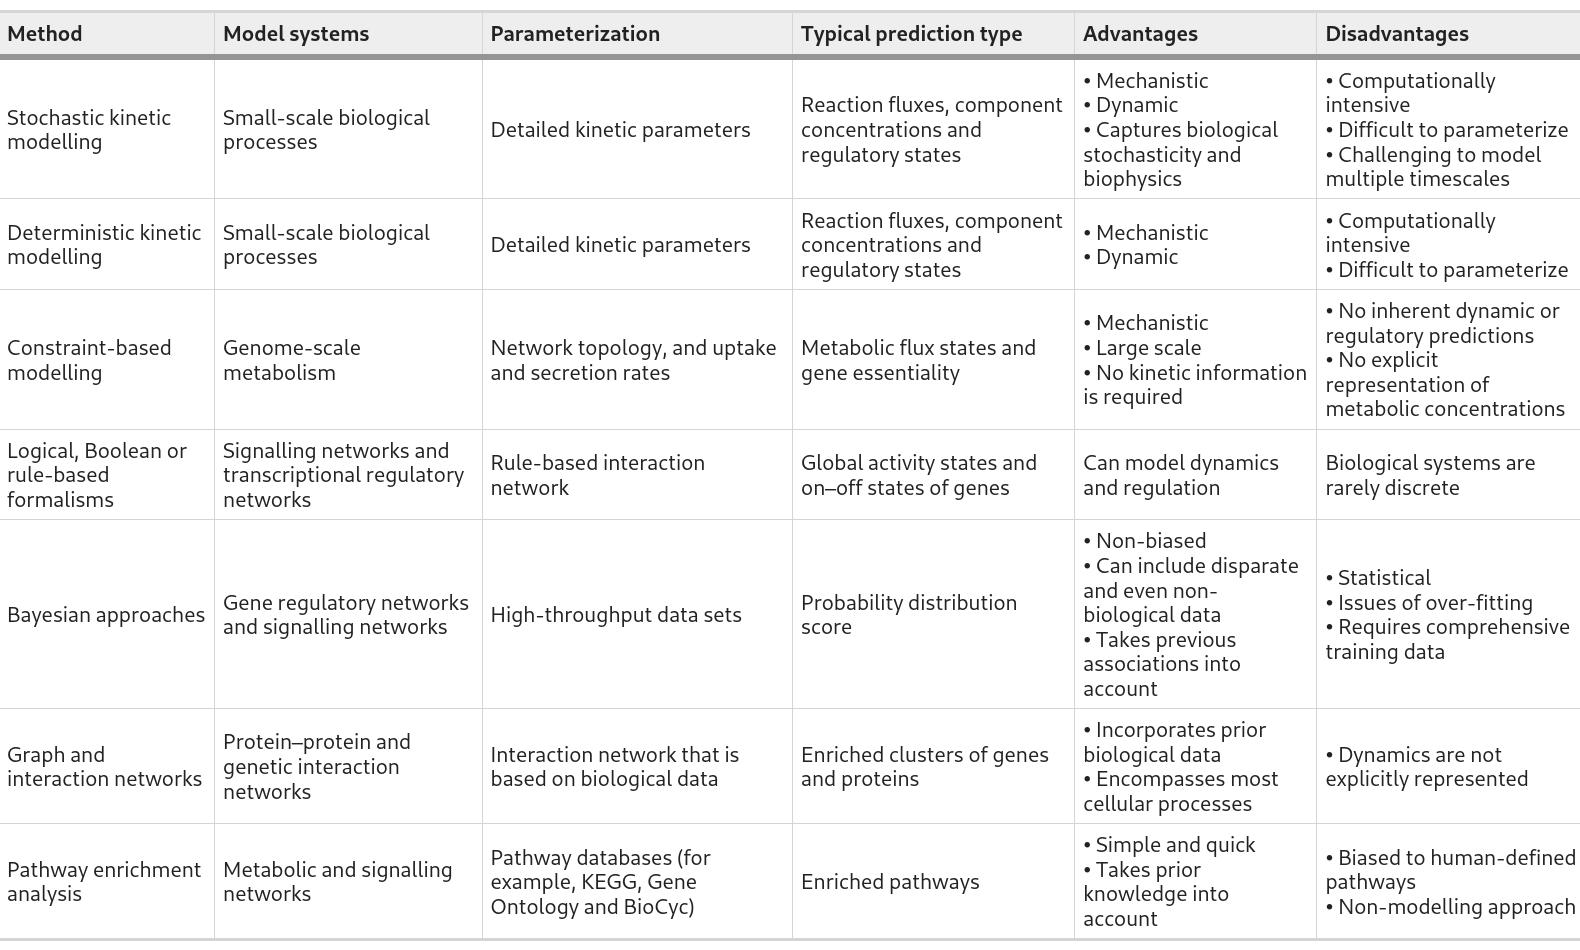 Method
Model systems
Parameterization
Typical prediction type
Advantages
Disadvantages
Stochastic kinetic
modelling
Small-scale biological
processes
Detailed kinetic parameters
Reaction fluxes, component
concentrations and
regulatory states
• Mechanistic
• Dynamic
• Captures biological
stochasticity and
biophysics
• Computationally
intensive
• Difficult to parameterize
• Challenging to model
multiple timescales
Deterministic kinetic
modelling
Small-scale biological
processes
Detailed kinetic parameters
Reaction fluxes, component
concentrations and
regulatory states
• Mechanistic
• Dynamic
• Computationally
intensive
• Difficult to parameterize
Constraint-based
modelling
Genome-scale
metabolism
Network topology, and uptake
and secretion rates
Metabolic flux states and
gene essentiality
• Mechanistic
• Large scale
• No kinetic information
is required
• No inherent dynamic or
regulatory predictions
• No explicit
representation of
metabolic concentrations
Logical, Boolean or
rule-based
formalisms
Signalling networks and
transcriptional regulatory
networks
Rule-based interaction
network
Global activity states and
on–off states of genes
Can model dynamics
and regulation
Biological systems are
rarely discrete
Bayesian approaches
Gene regulatory networks
and signalling networks
High-throughput data sets
Probability distribution
score
• Non-biased
• Can include disparate
and even non-
biological data
• Takes previous
associations into
account
• Statistical
• Issues of over-fitting
• Requires comprehensive
training data
Graph and
interaction networks
Protein–protein and
genetic interaction
networks
Interaction network that is
based on biological data
Enriched clusters of genes
and proteins
• Incorporates prior
biological data
• Encompasses most
cellular processes
• Dynamics are not
explicitly represented
Pathway enrichment
analysis
Metabolic and signalling
networks
Pathway databases (for
example, KEGG, Gene
Ontology and BioCyc)
Enriched pathways
• Simple and quick
• Takes prior
knowledge into
account
• Biased to human-defined
pathways
• Non-modelling approach